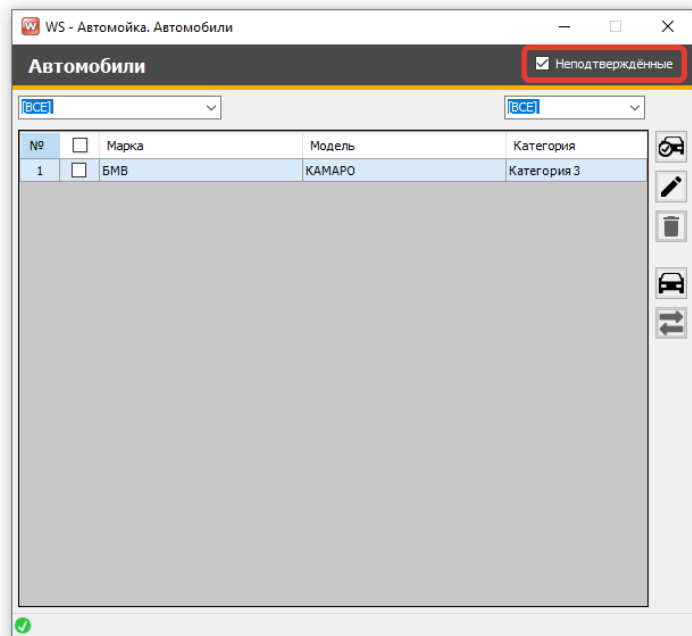 WS - Автомойка. Автомобили
Автомобили
Неподтверждённые
[ВСЕ] [ВСЕ]
№ Марка Модель Категория
1 БМВ КАМАРО Категория 3